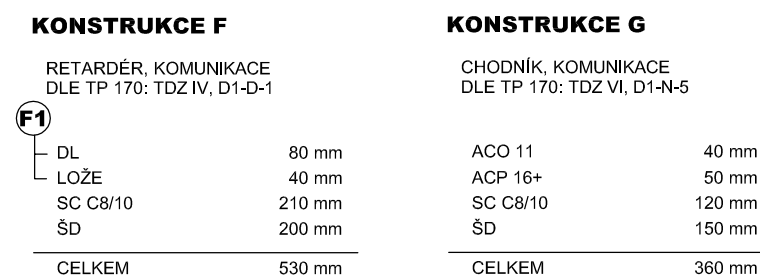 KONSTRUKCE F
RETARDÉR, KOMUNIKACE
DLE TP 170: TDZ IV, D1-D-1
F1
DL 80 mm
LOŽE 40 mm
SC C8/10 210 mm
ŠD 200 mm
CELKEM 530 mm
KONSTRUKCE G
CHODNÍK, KOMUNIKACE
DLE TP 170: TDZ VI, D1-N-5
ACO 11 40 mm
ACP 16+ 50 mm
SC C8/10 120 mm
ŠD 150 mm
CELKEM 360 mm